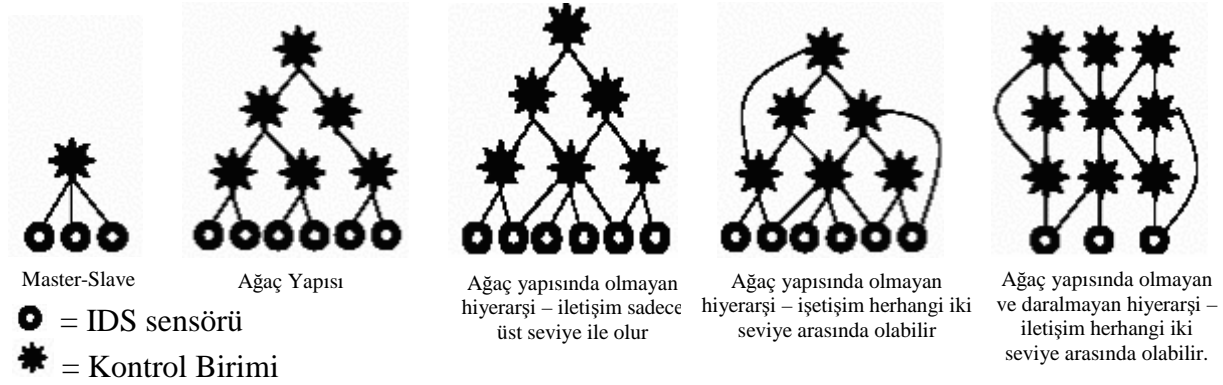 Master-Slave
Ağaç Yapısı
Ağaç yapısında olmayan
hiyerarşi – iletişim sadece
üst seviye ile olur
Ağaç yapısında olmayan
hiyerarşi – işetişim herhangi iki
seviye arasında olabilir
Ağaç yapısında olmayan
ve daralmayan hiyerarşi –
iletişim herhangi iki
seviye arasında olabilir.
= IDS sensörü
= Kontrol Birimi